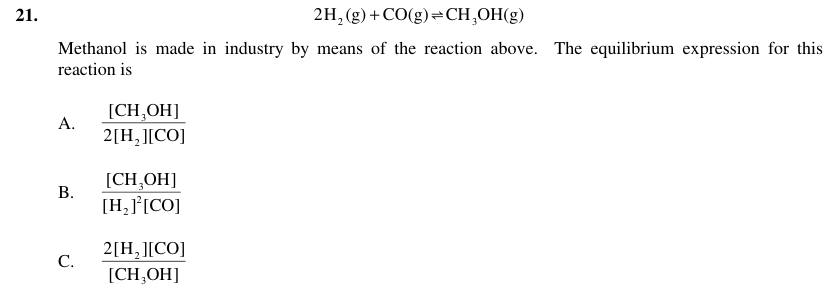 21. 2H₂(g)+CO(g)⇌CH₃OH(g)
Methanol is made in industry by means of the reaction above. The equilibrium expression for this
reaction is
A. [CH₃OH]
2[H₂][CO]
B. [CH₃OH]
[H₂]²[CO]
C. 2[H₂][CO]
[CH₃OH]